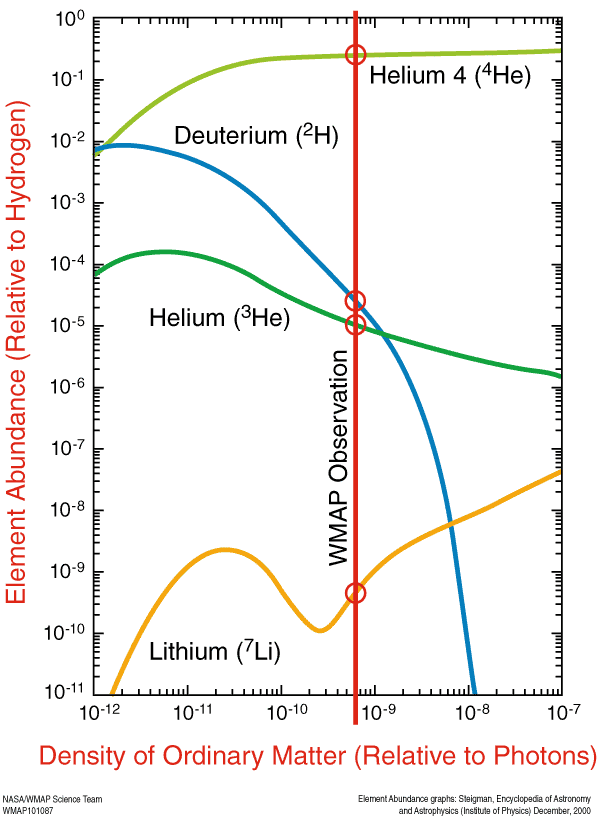 Element Abundance (Relative to Hydrogen)
10⁰
10⁻¹
10⁻²
10⁻³
10⁻⁴
10⁻⁵
10⁻⁶
10⁻⁷
10⁻⁸
10⁻⁹
10⁻¹⁰
10⁻¹¹
Helium 4 (⁴He)
Deuterium (²H)
Helium (³He)
WMAP Observation
Lithium (⁷Li)
10⁻¹² 10⁻¹¹ 10⁻¹⁰ 10⁻⁹ 10⁻⁸ 10⁻⁷
Density of Ordinary Matter (Relative to Photons)
NASA/WMAP Science Team
WMAP101087
Element Abundance graphs: Steigman, Encyclopedia of Astronomy
and Astrophysics (Institute of Physics) December, 2000